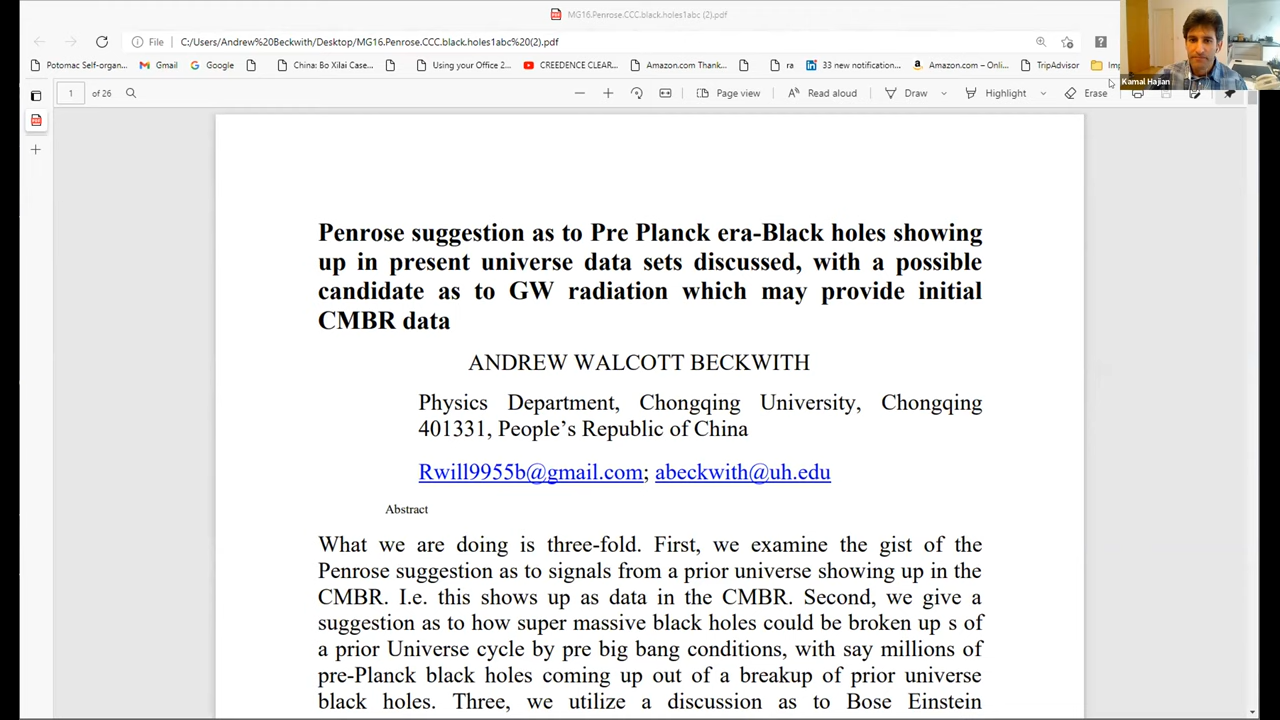 MG16.Penrose.CCC.black.holes1abc (2).pdf
File C:/Users/Andrew%20Beckwith/Desktop/MG16.Penrose.CCC.black.holes1abc%20(2).pdf
Potomac Self-organ... Gmail Google China: Bo Xilai Case... Using your Office 2... CREEDENCE CLEAR... Amazon.com Thank... ra 33 new notification... Amazon.com – Onli... TripAdvisor
Kamal Hajian
1 of 26 Page view Read aloud Draw Highlight Erase
Penrose suggestion as to Pre Planck era-Black holes showing
up in present universe data sets discussed, with a possible
candidate as to GW radiation which may provide initial
CMBR data
ANDREW WALCOTT BECKWITH
Physics Department, Chongqing University, Chongqing
401331, People’s Republic of China
Rwill9955b@gmail.com; abeckwith@uh.edu
Abstract
What we are doing is three-fold. First, we examine the gist of the
Penrose suggestion as to signals from a prior universe showing up in the
CMBR. I.e. this shows up as data in the CMBR. Second, we give a
suggestion as to how super massive black holes could be broken up s of
a prior Universe cycle by pre big bang conditions, with say millions of
pre-Planck black holes coming up out of a breakup of prior universe
black holes. Three, we utilize a discussion as to Bose Einstein